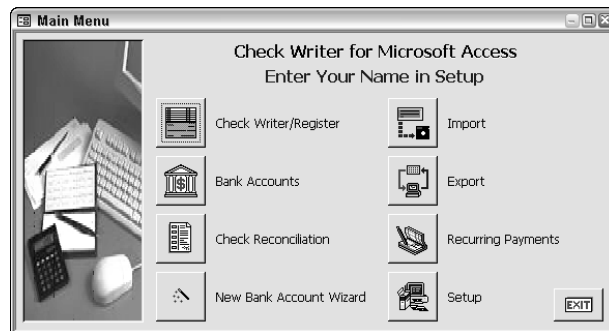 Main Menu
Check Writer for Microsoft Access
Enter Your Name in Setup
Check Writer/Register
Import
Bank Accounts
Export
Check Reconciliation
Recurring Payments
New Bank Account Wizard
Setup
EXIT